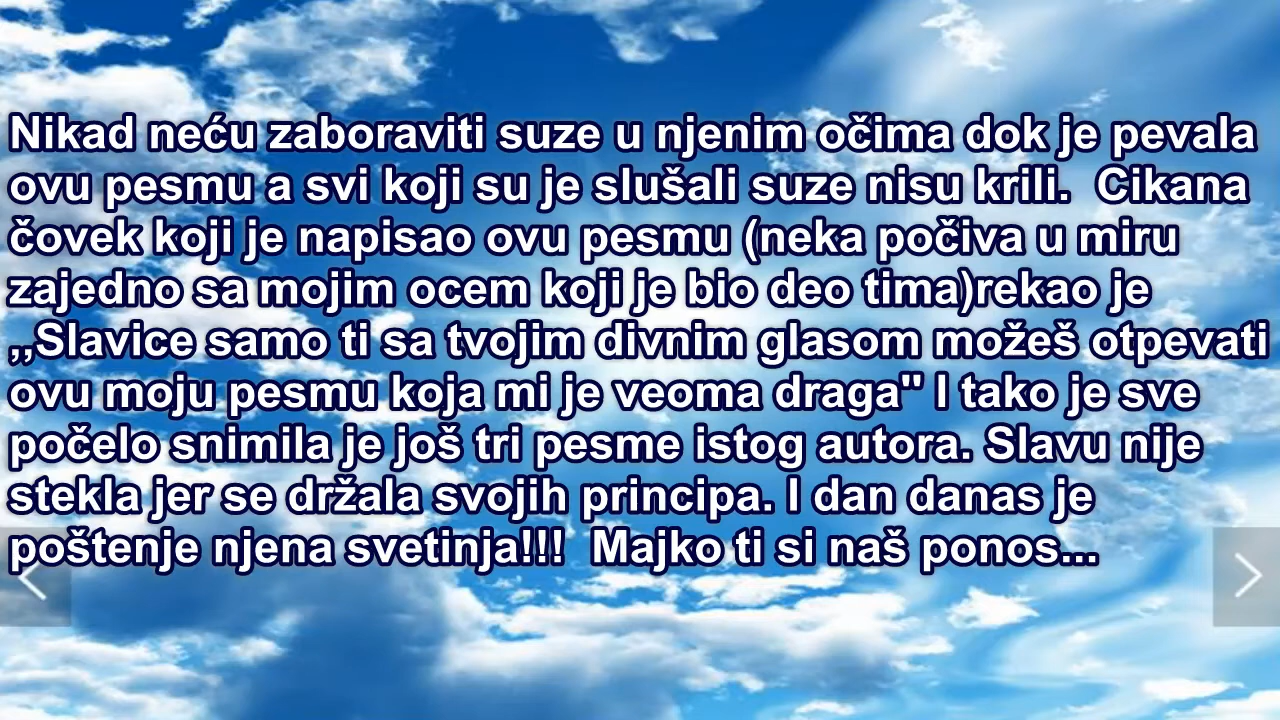 Nikad neću zaboraviti suze u njenim očima dok je pevala
ovu pesmu a svi koji su je slušali suze nisu krili.  Cikana
čovek koji je napisao ovu pesmu (neka počiva u miru
zajedno sa mojim ocem koji je bio deo tima)rekao je
,,Slavice samo ti sa tvojim divnim glasom možeš otpevati
ovu moju pesmu koja mi je veoma draga" I tako je sve
počelo snimila je još tri pesme istog autora. Slavu nije
stekla jer se držala svojih principa. I dan danas je
poštenje njena svetinja!!!  Majko ti si naš ponos...